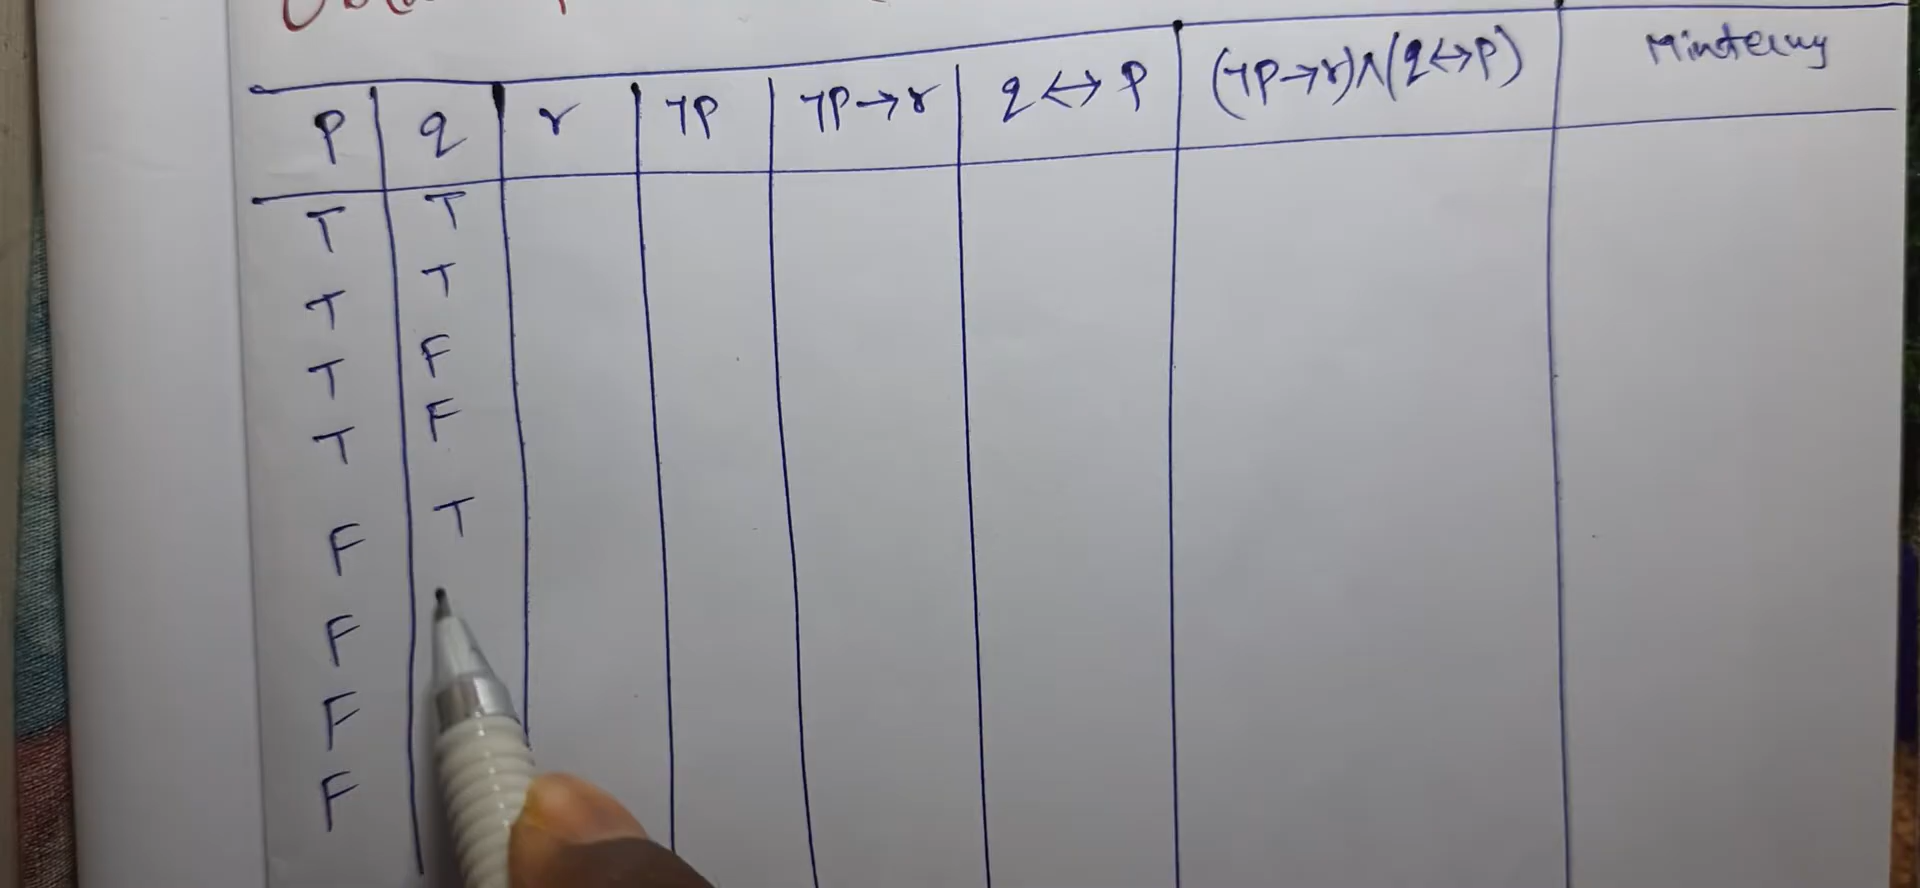 P q r ¬P ¬P→r q↔P (¬P→r)∧(q↔P) Minterms
T T
T T
T F
T F
F T
F
F
F